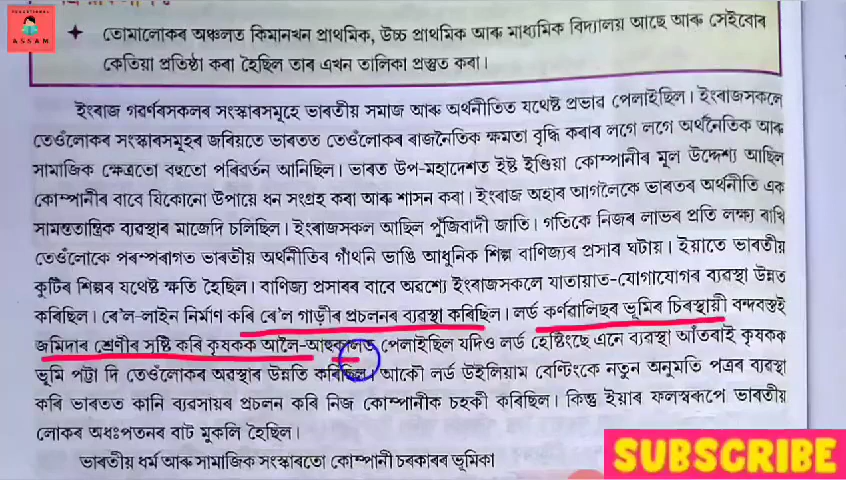 ASSAM
তোমালোকৰ অঞ্চলত কিমানখন প্ৰাথমিক, উচ্চ প্ৰাথমিক আৰু মাধ্যমিক বিদ্যালয় আছে আৰু সেইবোৰ
কেতিয়া প্ৰতিষ্ঠা কৰা হৈছিল তাৰ এখন তালিকা প্ৰস্তুত কৰা।
ইংৰাজ গৱৰ্ণৰসকলৰ সংস্কাৰসমূহে ভাৰতীয় সমাজ আৰু অৰ্থনীতিত যথেষ্ট প্ৰভাৱ পেলাইছিল। ইংৰাজসকলে
তেওঁলোকৰ সংস্কাৰসমূহৰ জৰিয়তে ভাৰতত তেওঁলোকৰ ৰাজনৈতিক ক্ষমতা বৃদ্ধি কৰাৰ লগে লগে অৰ্থনৈতিক আৰু
সামাজিক ক্ষেত্ৰতো বহুতো পৰিবৰ্তন আনিছিল। ভাৰত উপ-মহাদেশত ইষ্ট ইণ্ডিয়া কোম্পানীৰ মূল উদ্দেশ্য আছিল
কোম্পানীৰ বাবে যিকোনো উপায়ে ধন সংগ্ৰহ কৰা আৰু শাসন কৰা। ইংৰাজ অহাৰ আগলৈকে ভাৰতৰ অৰ্থনীতি এক
সামন্ততান্ত্ৰিক ব্যৱস্থাৰ মাজেদি চলিছিল। ইংৰাজসকল আছিল পুঁজিবাদী জাতি। গতিকে নিজৰ লাভৰ প্ৰতি লক্ষ্য ৰাখি
তেওঁলোকে পৰম্পৰাগত ভাৰতীয় অৰ্থনীতিৰ গাঁথনি ভাঙি আধুনিক শিল্প বাণিজ্যৰ প্ৰসাৰ ঘটায়। ইয়াতে ভাৰতীয়
কুটিৰ শিল্পৰ যথেষ্ট ক্ষতি হৈছিল। বাণিজ্য প্ৰসাৰৰ বাবে অৱশ্যে ইংৰাজসকলে যাতায়াত-যোগাযোগৰ ব্যৱস্থা উন্নত
কৰিছিল। ৰে'ল-লাইন নিৰ্মাণ কৰি ৰে'ল গাড়ীৰ প্ৰচলনৰ ব্যৱস্থা কৰিছিল। লৰ্ড কৰ্ণৱালিছৰ ভূমিৰ চিৰস্থায়ী বন্দৱস্তই
জমিদাৰ শ্ৰেণীৰ সৃষ্টি কৰি কৃষকক আলৈ-আহুকালত পেলাইছিল যদিও লৰ্ড হেষ্টিংছে এনে ব্যৱস্থা আঁতৰাই কৃষকক
ভূমি পট্টা দি তেওঁলোকৰ অৱস্থাৰ উন্নতি কৰিছিল। আকৌ লৰ্ড উইলিয়াম বেণ্টিংকে নতুন অনুমতি পত্ৰৰ ব্যৱস্থা
কৰি ভাৰতত কানি ব্যৱসায়ৰ প্ৰচলন কৰি নিজ কোম্পানীক চহকী কৰিছিল। কিন্তু ইয়াৰ ফলস্বৰূপে ভাৰতীয়
লোকৰ অধঃপতনৰ বাট মুকলি হৈছিল।
ভাৰতীয় ধৰ্ম আৰু সামাজিক সংস্কাৰতো কোম্পানী চৰকাৰৰ ভূমিকা
SUBSCRIBE